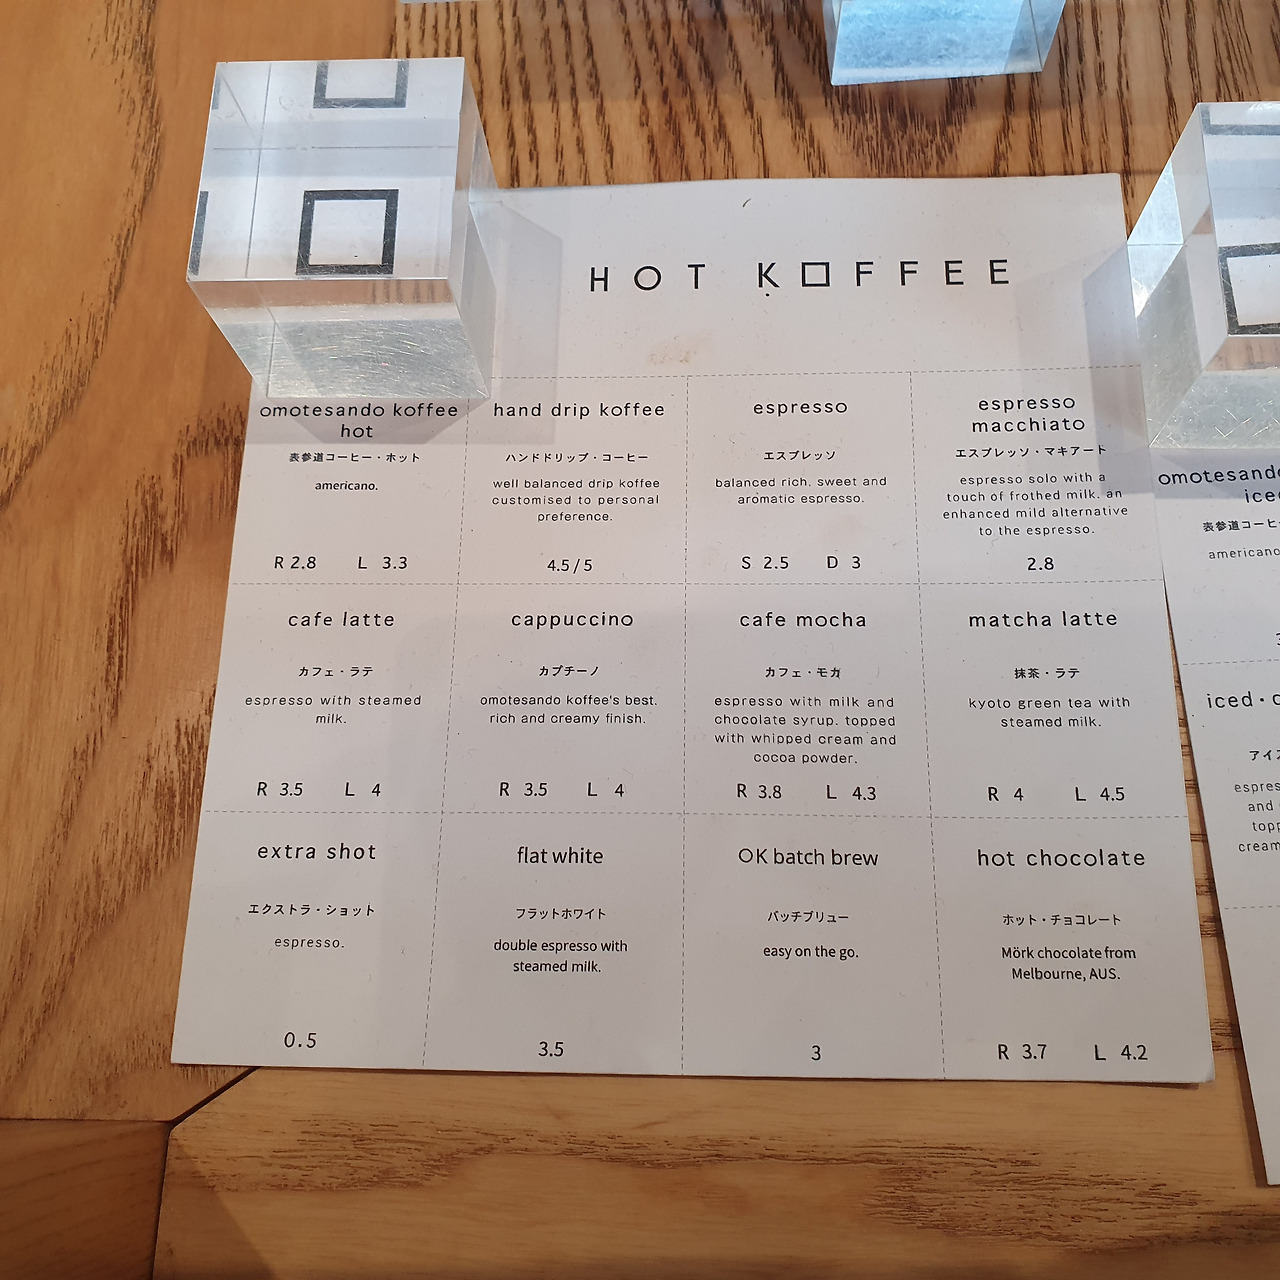 HOT KOFFEE
omotesando koffee
hot
表参道コーヒー・ホット
americano.
R 2.8 L 3.3
hand drip koffee
ハンドドリップ・コーヒー
well balanced drip koffee
customised to personal
preference.
4.5 / 5
espresso
エスプレッソ
balanced rich. sweet and
aromatic espresso.
S 2.5 D 3
espresso
macchiato
エスプレッソ・マキアート
espresso solo with a
touch of frothed milk. an
enhanced mild alternative
to the espresso.
2.8
cafe latte
カフェ・ラテ
espresso with steamed
milk.
R 3.5 L 4
cappuccino
カプチーノ
omotesando koffee's best.
rich and creamy finish.
R 3.5 L 4
cafe mocha
カフェ・モカ
espresso with milk and
chocolate syrup. topped
with whipped cream and
cocoa powder.
R 3.8 L 4.3
matcha latte
抹茶・ラテ
kyoto green tea with
steamed milk.
R 4 L 4.5
extra shot
エクストラ・ショット
espresso.
0.5
flat white
フラットホワイト
double espresso with
steamed milk.
3.5
OK batch brew
バッチブリュー
easy on the go.
3
hot chocolate
ホット・チョコレート
Mörk chocolate from
Melbourne, AUS.
R 3.7 L 4.2
omotesando
iced
表参道コーヒ
americano
iced・
アイ
and
cream